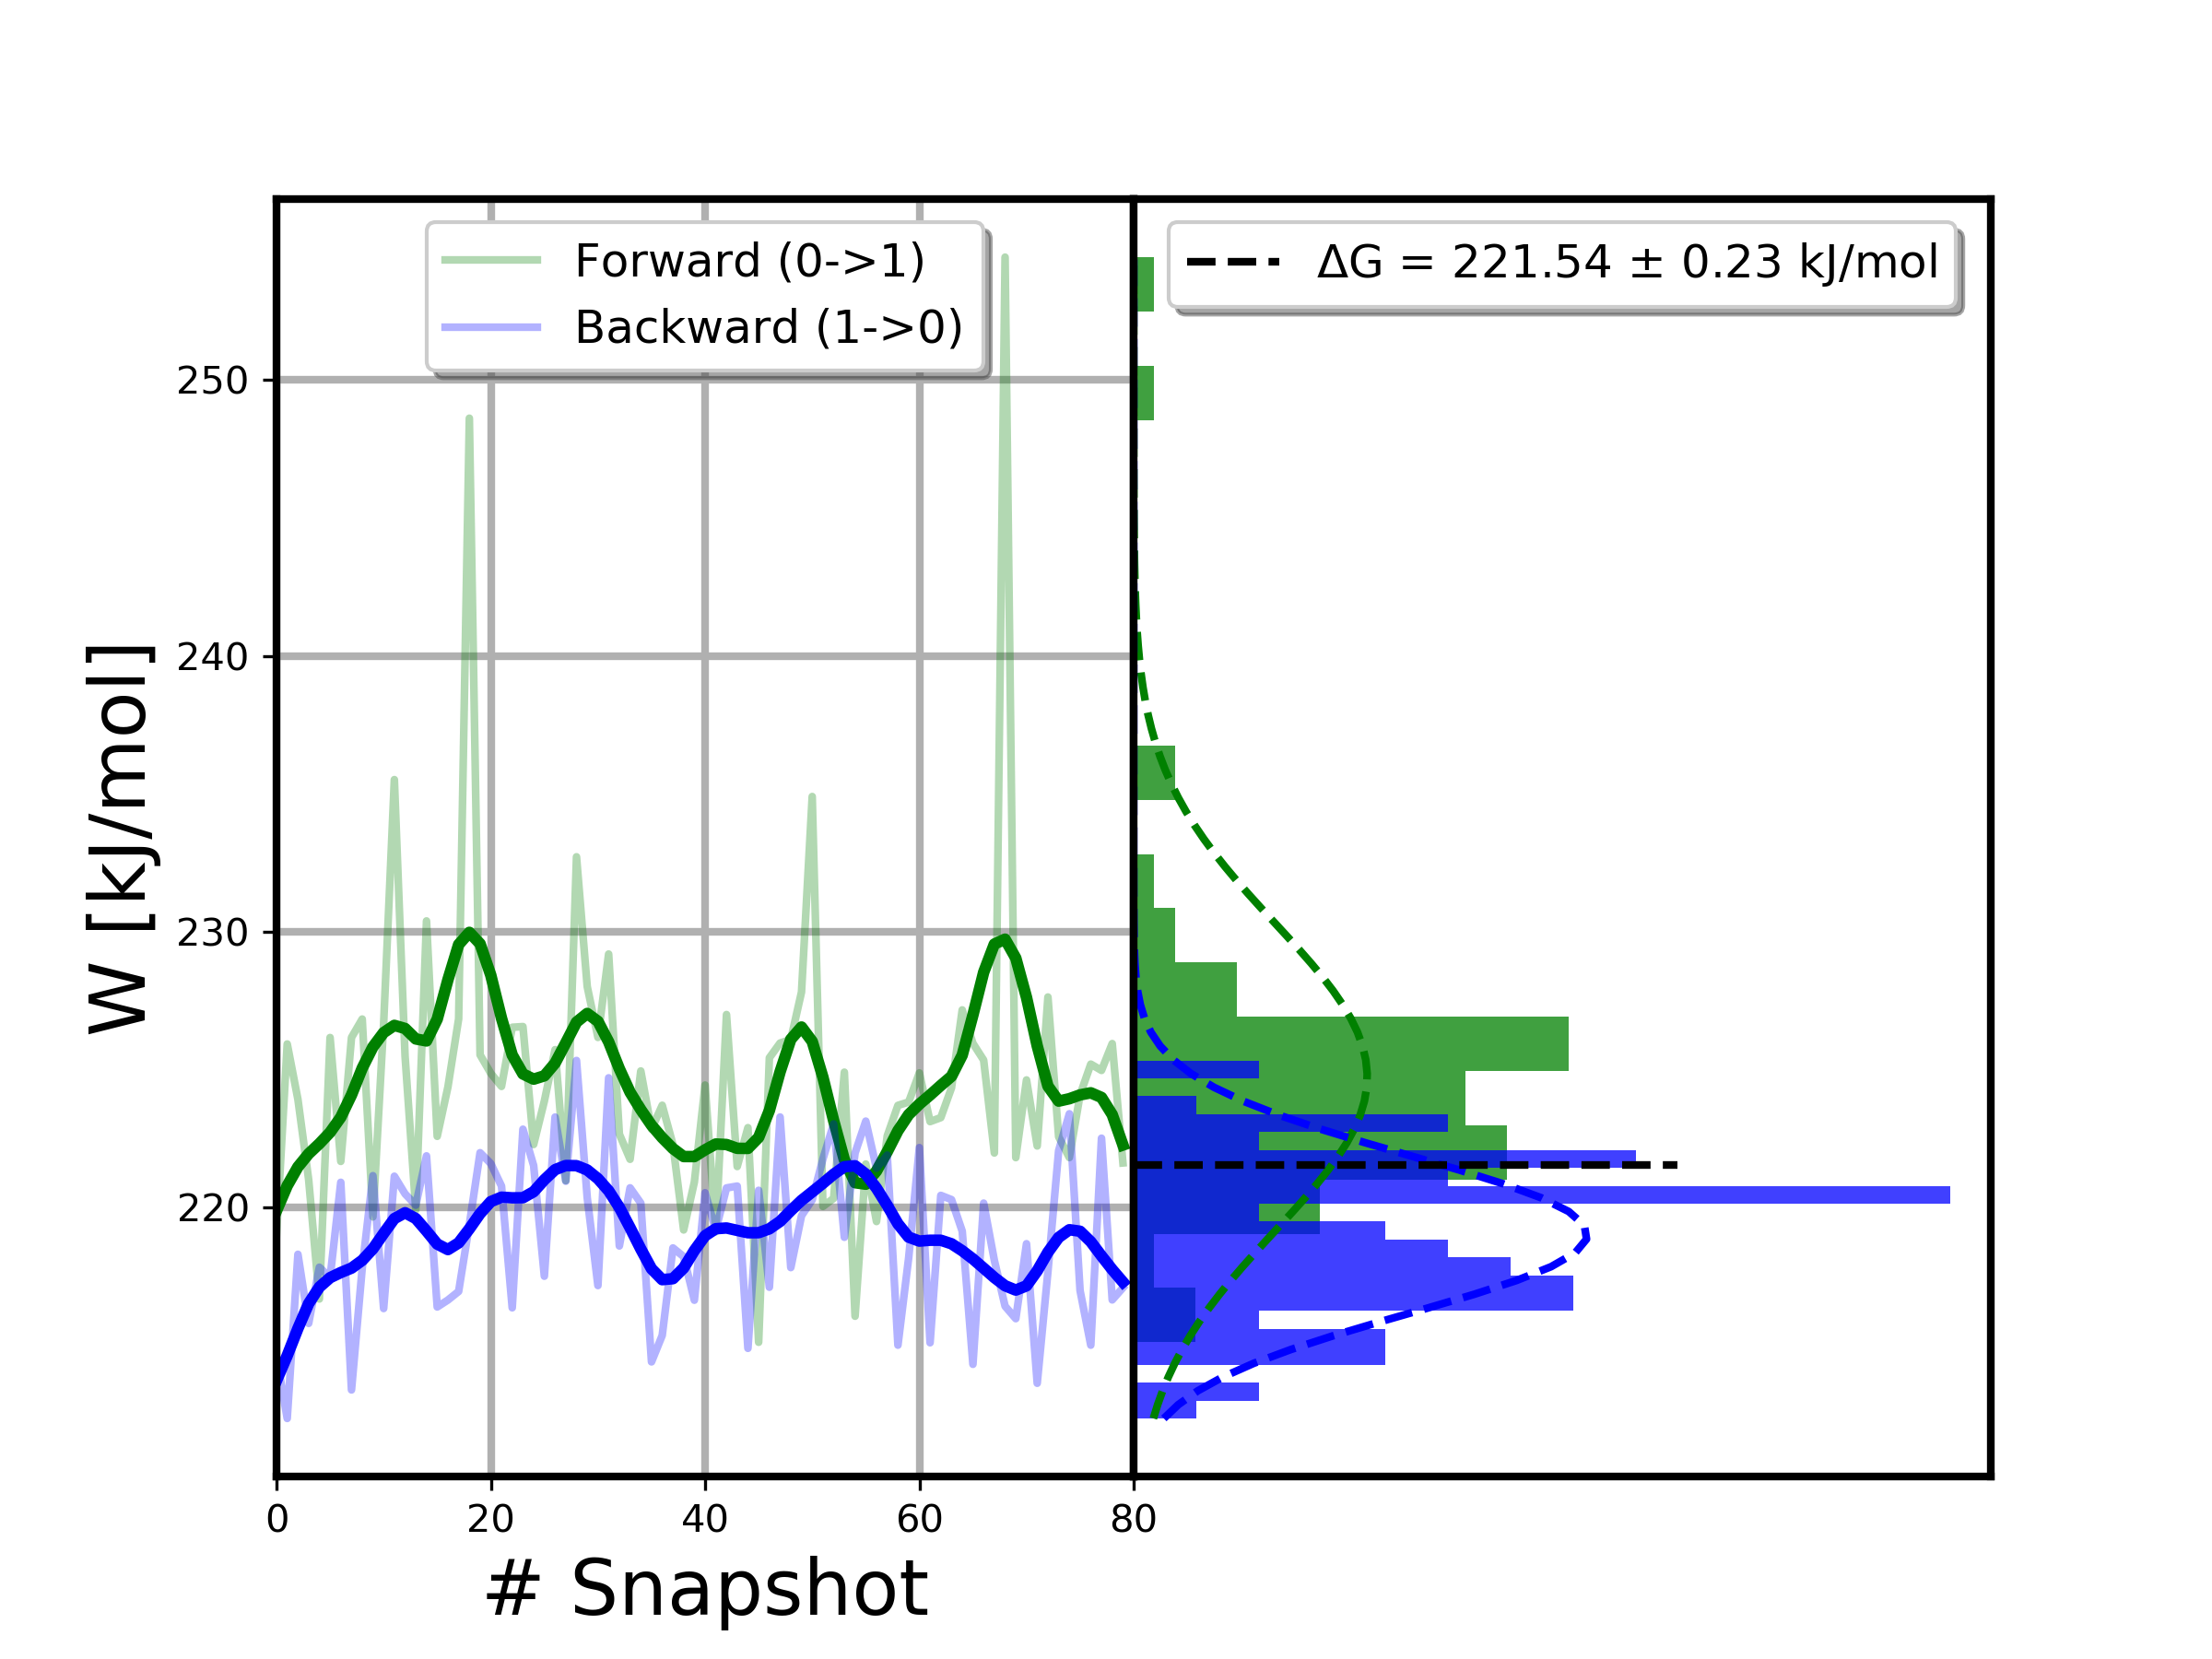 Forward (0->1)
Backward (1->0)
ΔG = 221.54 ± 0.23 kJ/mol
W [kJ/mol]
250
240
230
220
0 20 40 60 80
# Snapshot